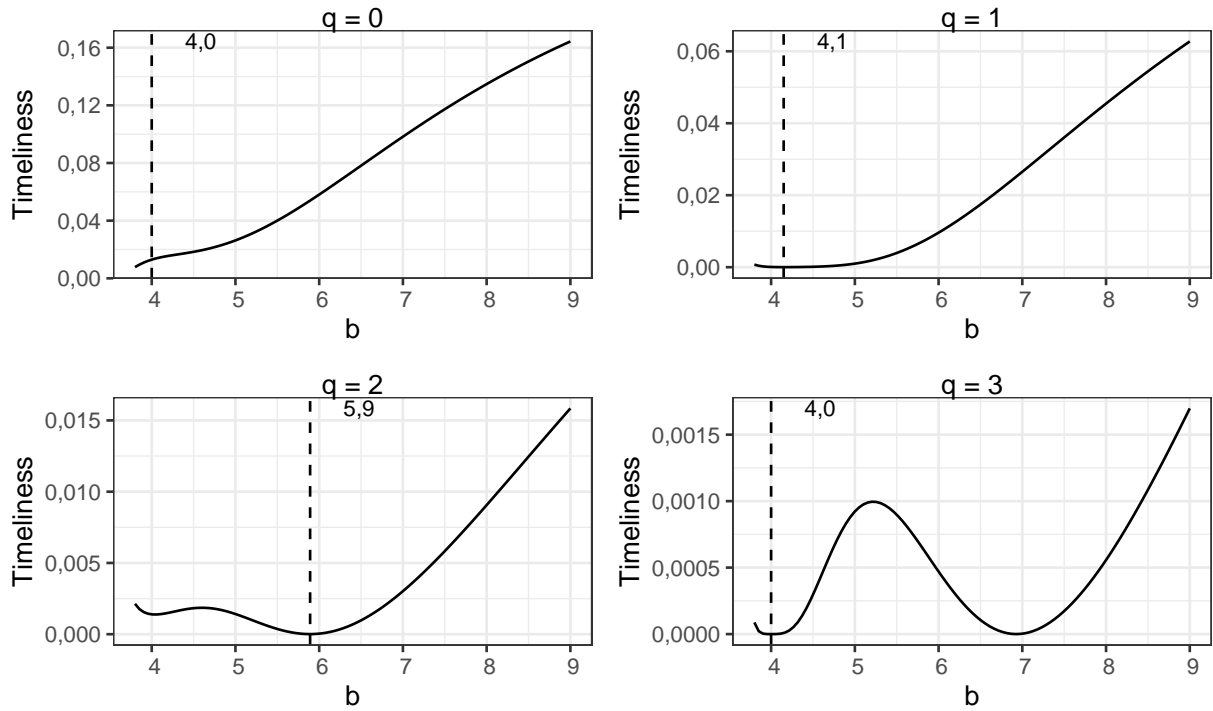 q = 0
4,0
0,16
0,12
0,08
0,04
0,00
Timeliness
4 5 6 7 8 9
b
q = 1
4,1
0,06
0,04
0,02
0,00
Timeliness
4 5 6 7 8 9
b
q = 2
5,9
0,015
0,010
0,005
0,000
Timeliness
4 5 6 7 8 9
b
q = 3
4,0
0,0015
0,0010
0,0005
0,0000
Timeliness
4 5 6 7 8 9
b